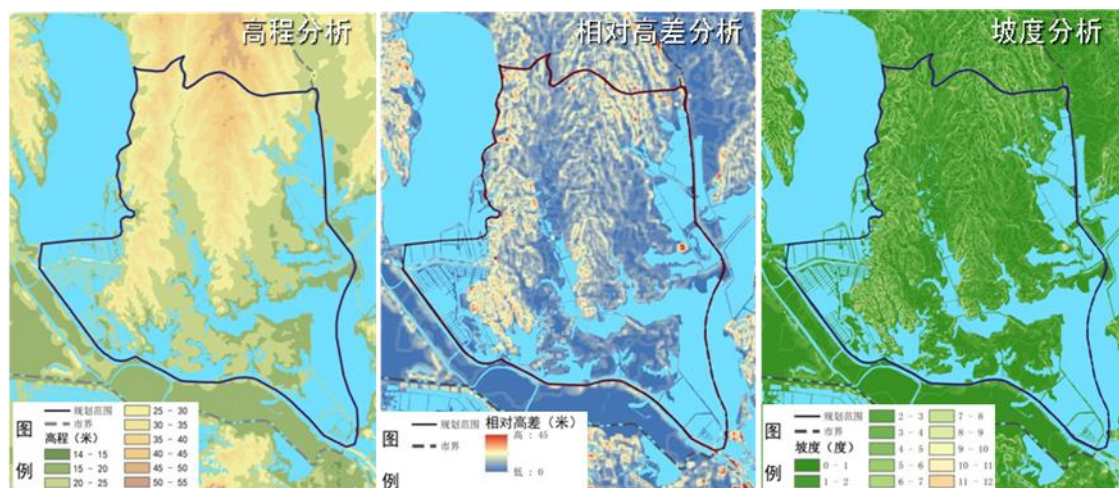 高程分析
图
例
规划范围
市界
高程（米）
14 - 15
15 - 20
20 - 25
25 - 30
30 - 35
35 - 40
40 - 45
45 - 50
50 - 55
相对高差分析
图
例
规划范围
市界
相对高差（米）
高 : 45
低 : 0
坡度分析
图
例
规划范围
市界
坡度（度）
0 - 1
1 - 2
2 - 3
3 - 4
4 - 5
5 - 6
6 - 7
7 - 8
8 - 9
9 - 10
10 - 11
11 - 12